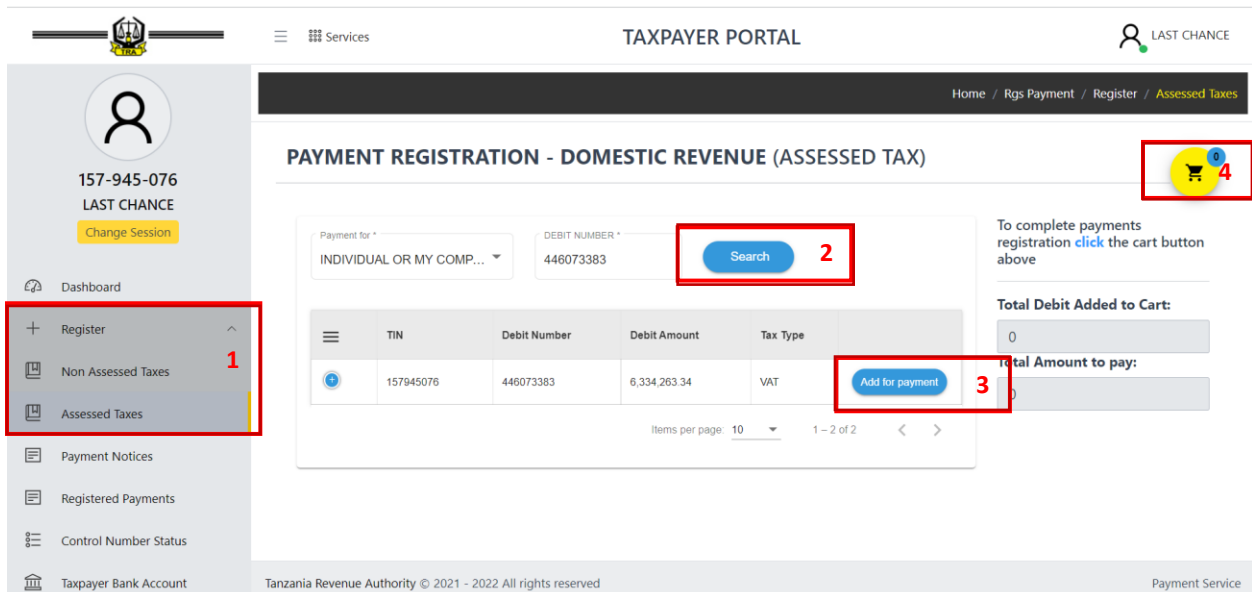 TRA
Services
TAXPAYER PORTAL
LAST CHANCE
157-945-076
LAST CHANCE
Change Session
Dashboard
Register
1
Non Assessed Taxes
Assessed Taxes
Payment Notices
Registered Payments
Control Number Status
Taxpayer Bank Account
Home / Rgs Payment / Register / Assessed Taxes
PAYMENT REGISTRATION - DOMESTIC REVENUE (ASSESSED TAX)
0
4
Payment for *
INDIVIDUAL OR MY COMP...
DEBIT NUMBER *
446073383
Search
2
TIN Debit Number Debit Amount Tax Type
157945076 446073383 6,334,263.34 VAT Add for payment
3
Items per page: 10 1 – 2 of 2
To complete payments
registration click the cart button
above
Total Debit Added to Cart:
0
Total Amount to pay:
0
Tanzania Revenue Authority © 2021 - 2022 All rights reserved
Payment Service